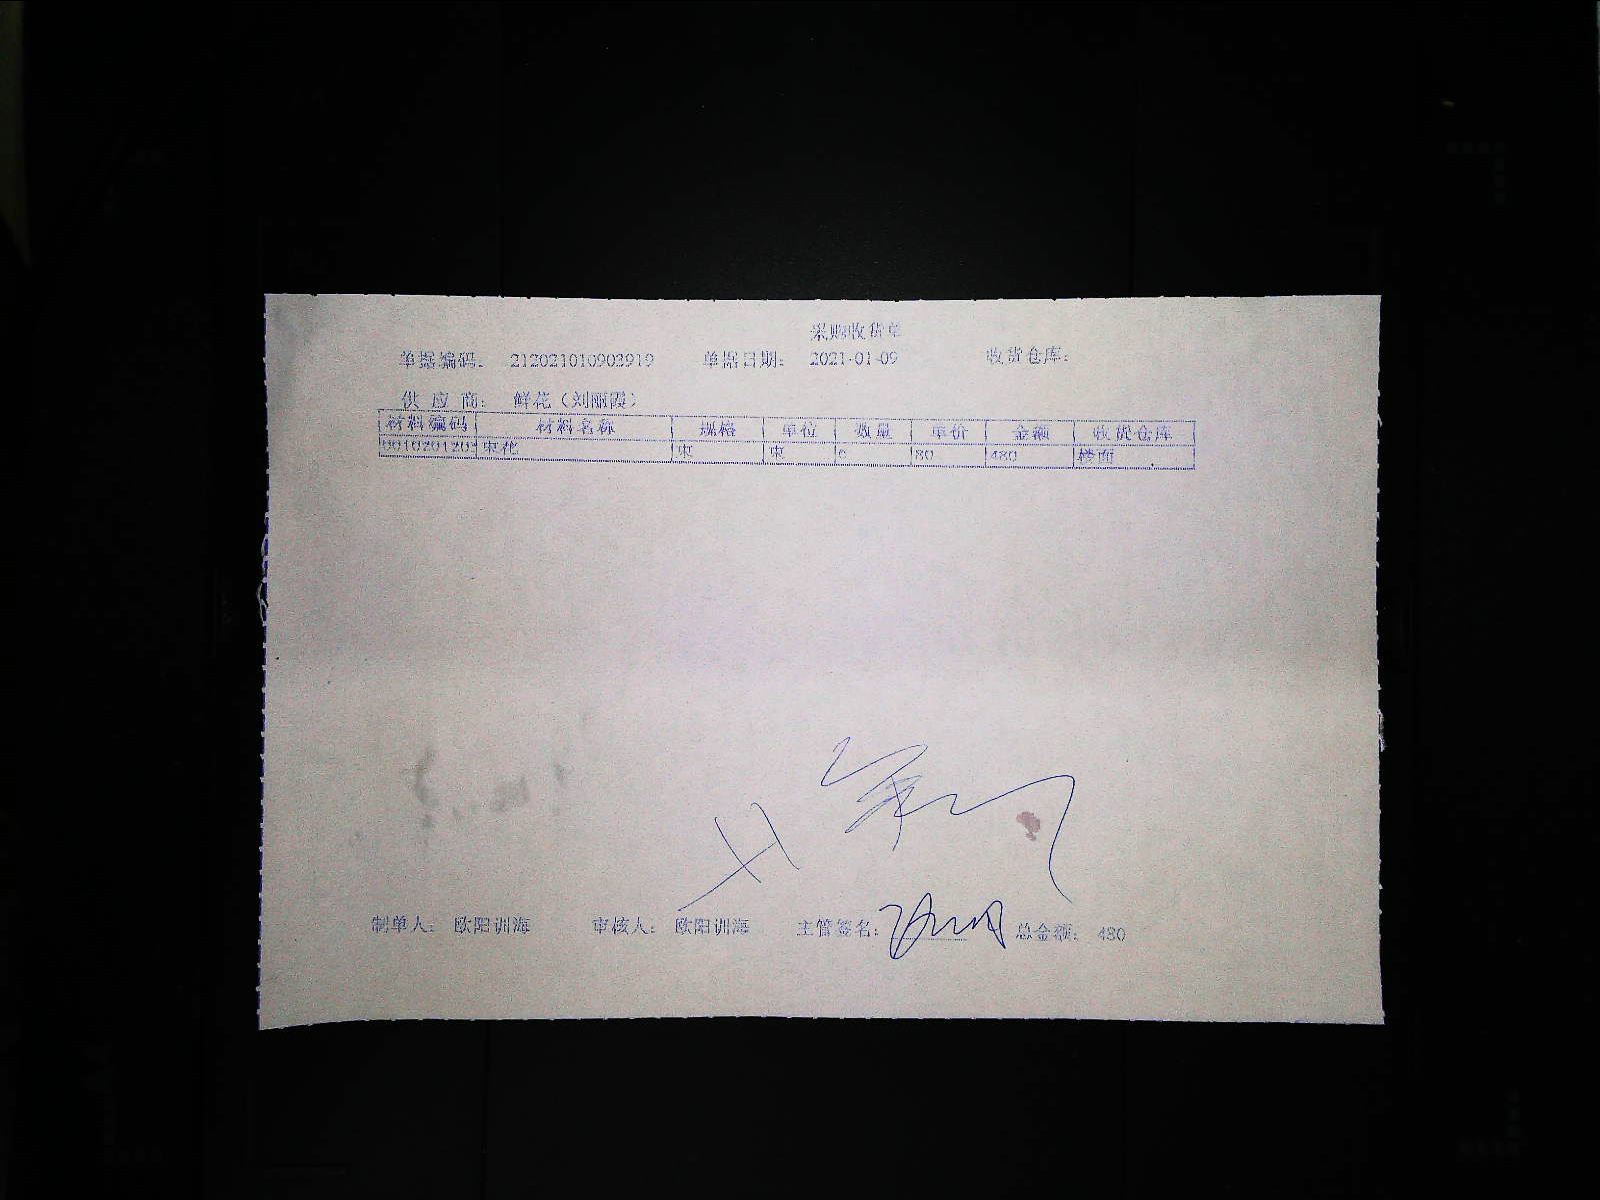 采购收货单
单据编码： 212021010903919 单据日期： 2021-01-09 收货仓库：
供应商： 鲜花（刘丽霞）
材料编码 材料名称 规格 单位 数量 单价 金额 收货仓库
束花 束 束 6 80 480 楼面
制单人： 欧阳训海 审核人： 欧阳训海 主管签名： 总金额： 480